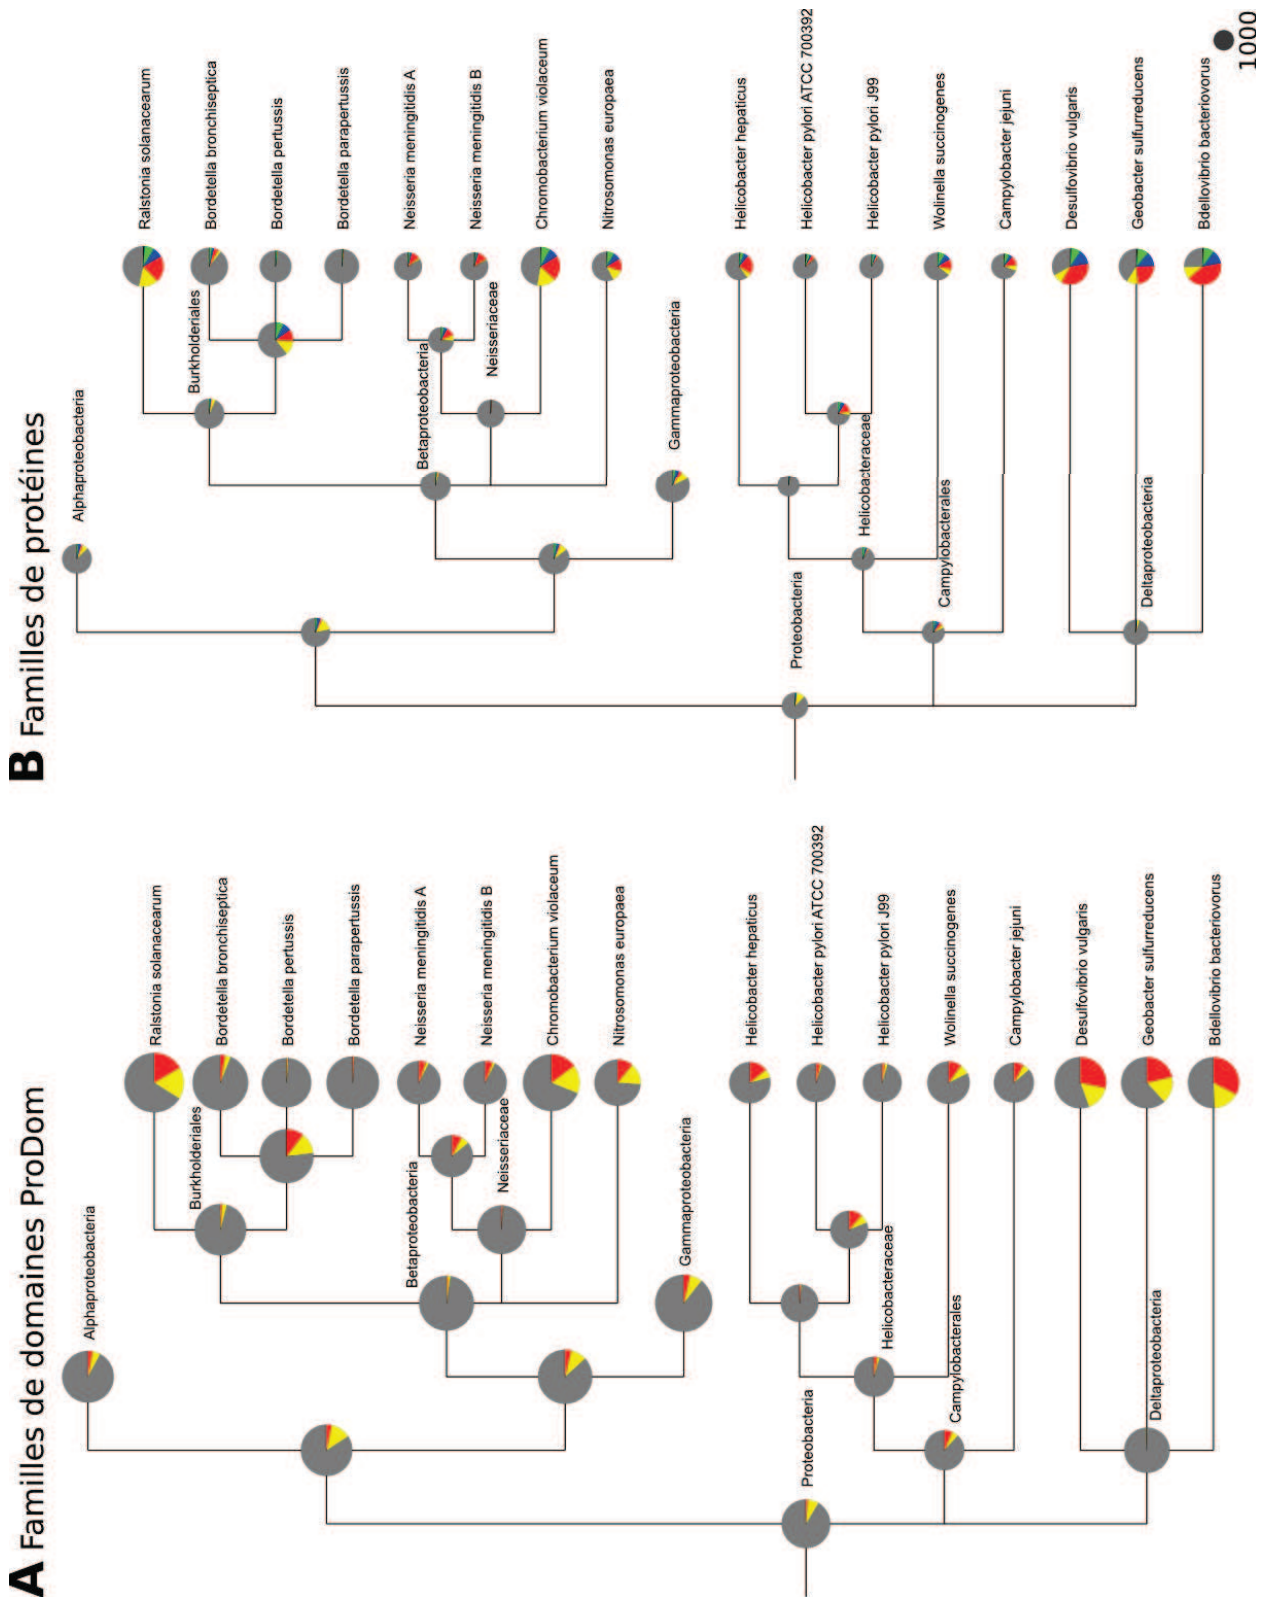 A Familles de domaines ProDom
Alphaproteobacteria
Burkholderiales
Ralstonia solanacearum
Bordetella bronchiseptica
Bordetella pertussis
Bordetella parapertussis
Betaproteobacteria
Neisseria meningitidis A
Neisseria meningitidis B
Neisseriaceae
Chromobacterium violaceum
Nitrosomonas europaea
Gammaproteobacteria
Proteobacteria
Helicobacter hepaticus
Helicobacter pylori ATCC 700392
Helicobacter pylori J99
Helicobacteraceae
Wolinella succinogenes
Campylobacterales
Campylobacter jejuni
Desulfovibrio vulgaris
Geobacter sulfurreducens
Deltaproteobacteria
Bdellovibrio bacteriovorus
B Familles de protéines
Alphaproteobacteria
Burkholderiales
Ralstonia solanacearum
Bordetella bronchiseptica
Bordetella pertussis
Bordetella parapertussis
Betaproteobacteria
Neisseria meningitidis A
Neisseria meningitidis B
Neisseriaceae
Chromobacterium violaceum
Nitrosomonas europaea
Gammaproteobacteria
Proteobacteria
Helicobacter hepaticus
Helicobacter pylori ATCC 700392
Helicobacter pylori J99
Helicobacteraceae
Wolinella succinogenes
Campylobacterales
Campylobacter jejuni
Desulfovibrio vulgaris
Geobacter sulfurreducens
Deltaproteobacteria
Bdellovibrio bacteriovorus
1000